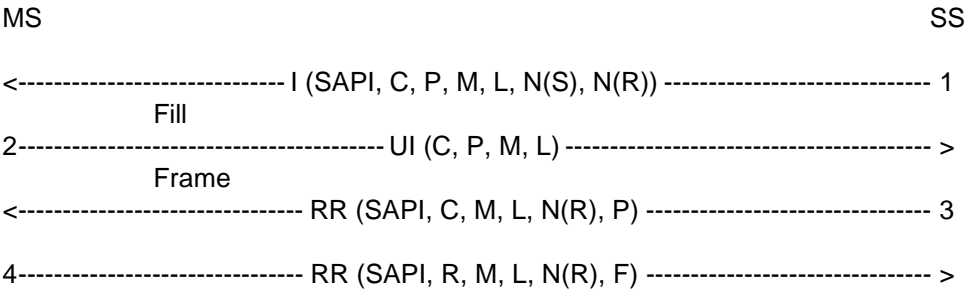 MS SS
<------------------------------ I (SAPI, C, P, M, L, N(S), N(R)) ------------------------------ 1
Fill
2----------------------------------------- UI (C, P, M, L) ----------------------------------------- >
Frame
<-------------------------------- RR (SAPI, C, M, L, N(R), P) -------------------------------- 3
4-------------------------------- RR (SAPI, R, M, L, N(R), F) -------------------------------- >